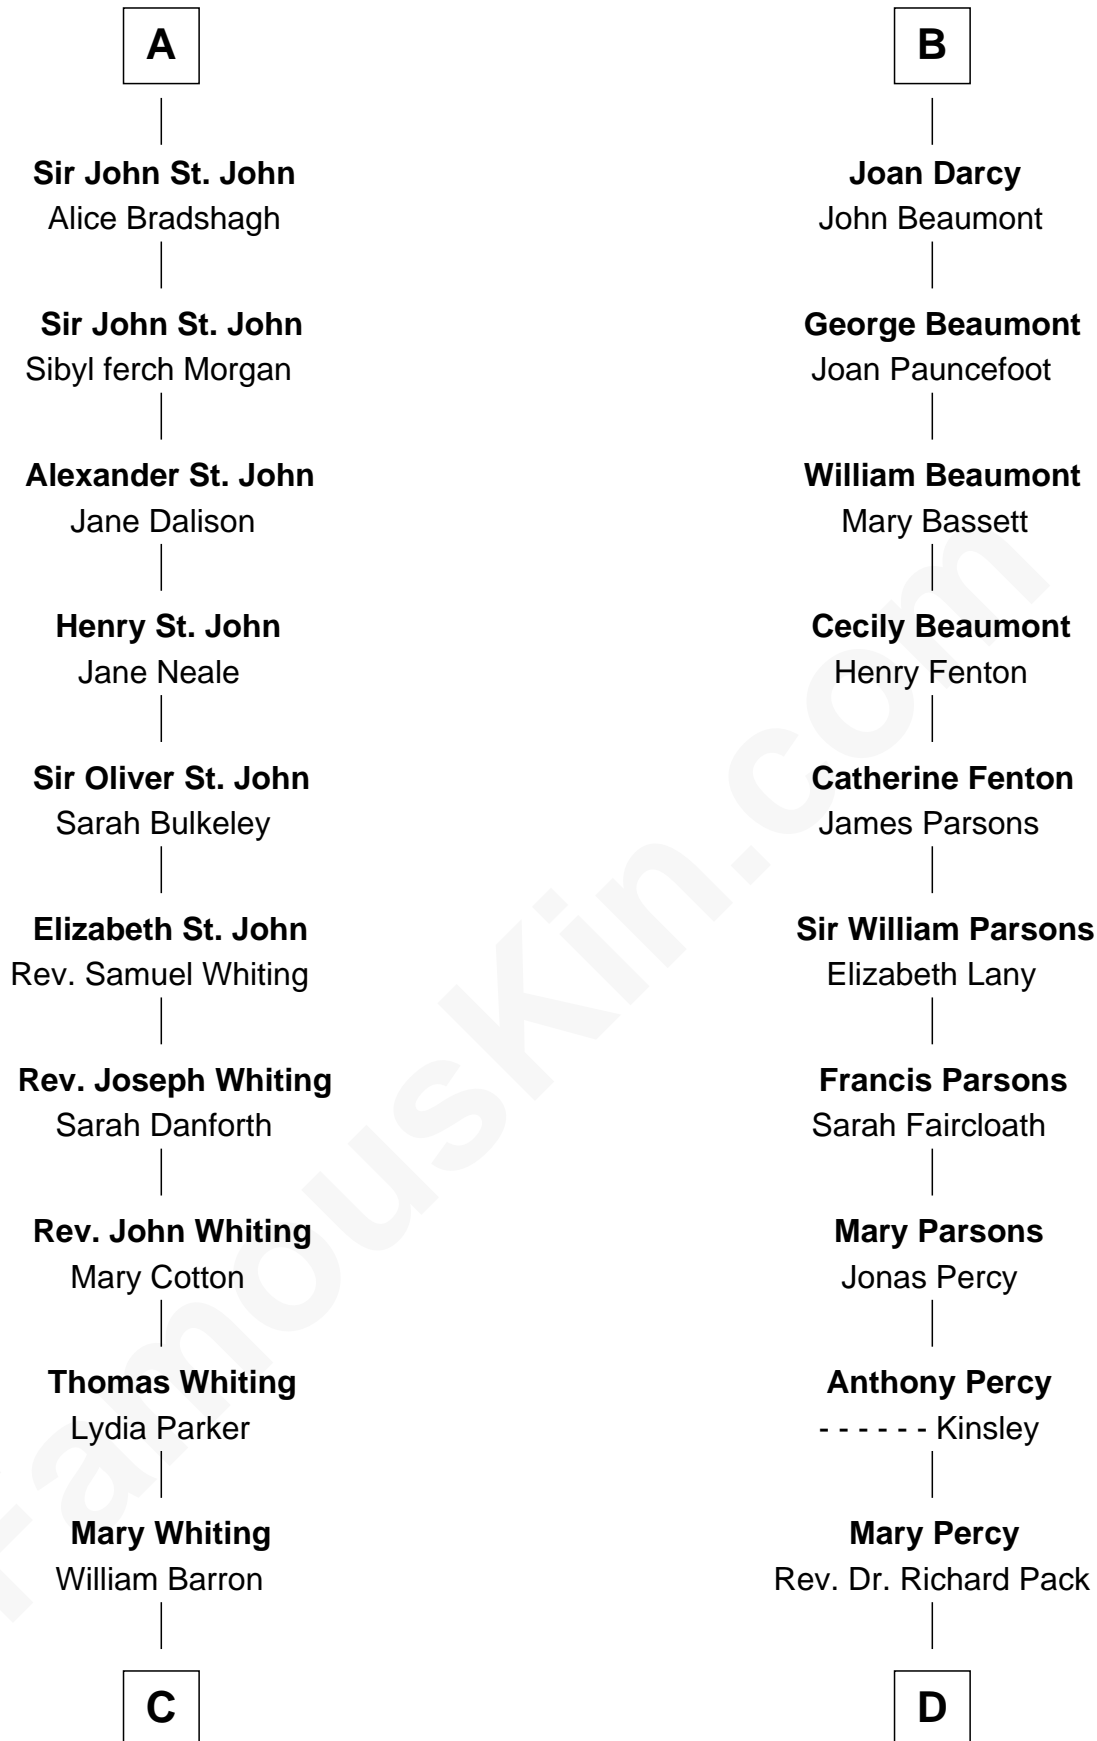 A
Sir John St. John
Alice Bradshagh
Sir John St. John
Sibyl ferch Morgan
Alexander St. John
Jane Dalison
Henry St. John
Jane Neale
Sir Oliver St. John
Sarah Bulkeley
Elizabeth St. John
Rev. Samuel Whiting
Rev. Joseph Whiting
Sarah Danforth
Rev. John Whiting
Mary Cotton
Thomas Whiting
Lydia Parker
Mary Whiting
William Barron
C
B
Joan Darcy
John Beaumont
George Beaumont
Joan Pauncefoot
William Beaumont
Mary Bassett
Cecily Beaumont
Henry Fenton
Catherine Fenton
James Parsons
Sir William Parsons
Elizabeth Lany
Francis Parsons
Sarah Faircloath
Mary Parsons
Jonas Percy
Anthony Percy
- - - - - - Kinsley
Mary Percy
Rev. Dr. Richard Pack
D
FamousKin.com